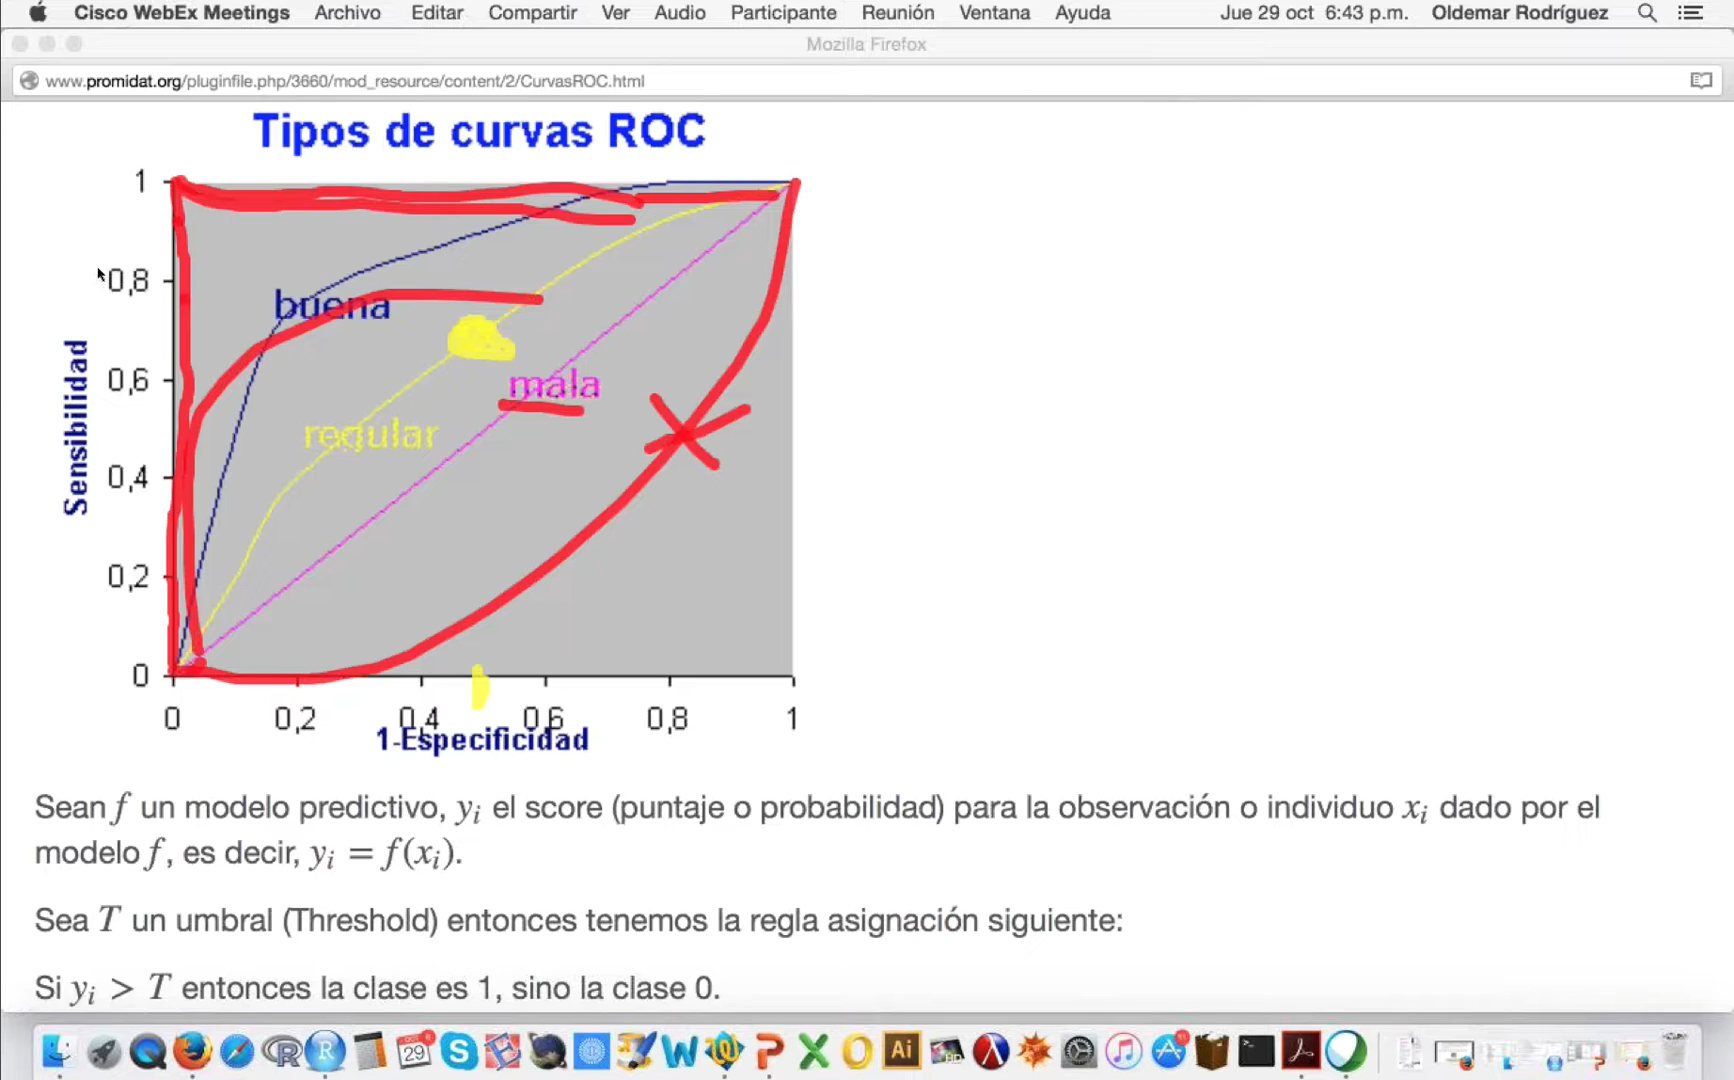 Cisco WebEx Meetings Archivo Editar Compartir Ver Audio Participante Reunión Ventana Ayuda Jue 29 oct 6:43 p.m. Oldemar Rodríguez
Mozilla Firefox
www.promidat.org/pluginfile.php/3660/mod_resource/content/2/CurvasROC.html
Tipos de curvas ROC
1
0,8
buena
mala
0,6
Sensibilidad
regular
0,4
0,2
0
0 0,2 0,4 0,6 0,8 1
1-Especificidad
Sean f un modelo predictivo, yᵢ el score (puntaje o probabilidad) para la observación o individuo xᵢ dado por el
modelo f, es decir, yᵢ = f(xᵢ).
Sea T un umbral (Threshold) entonces tenemos la regla asignación siguiente:
Si yᵢ > T entonces la clase es 1, sino la clase 0.
29
Ai